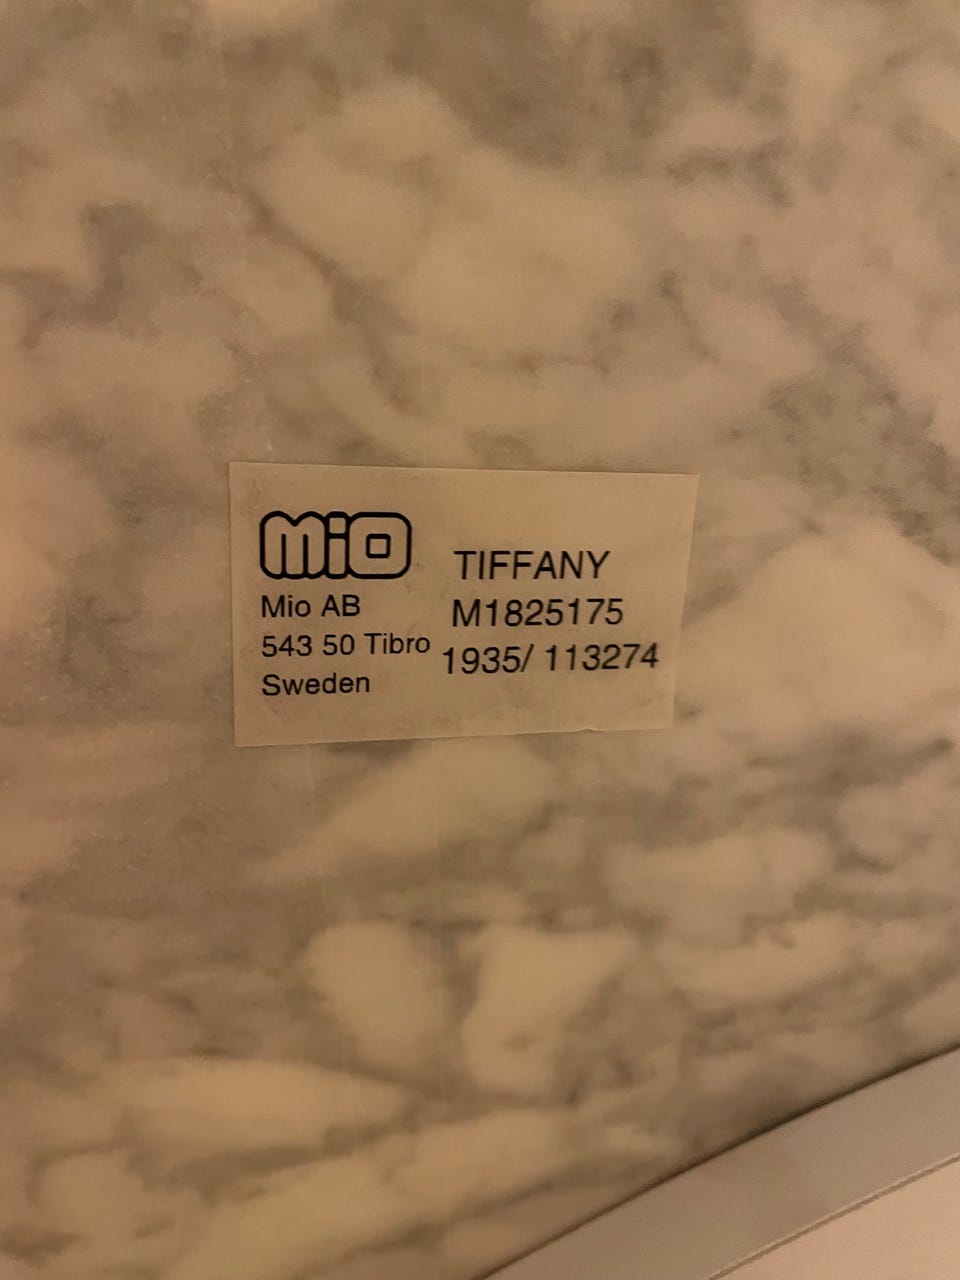 mio
Mio AB
543 50 Tibro
Sweden
TIFFANY
M1825175
1935/ 113274